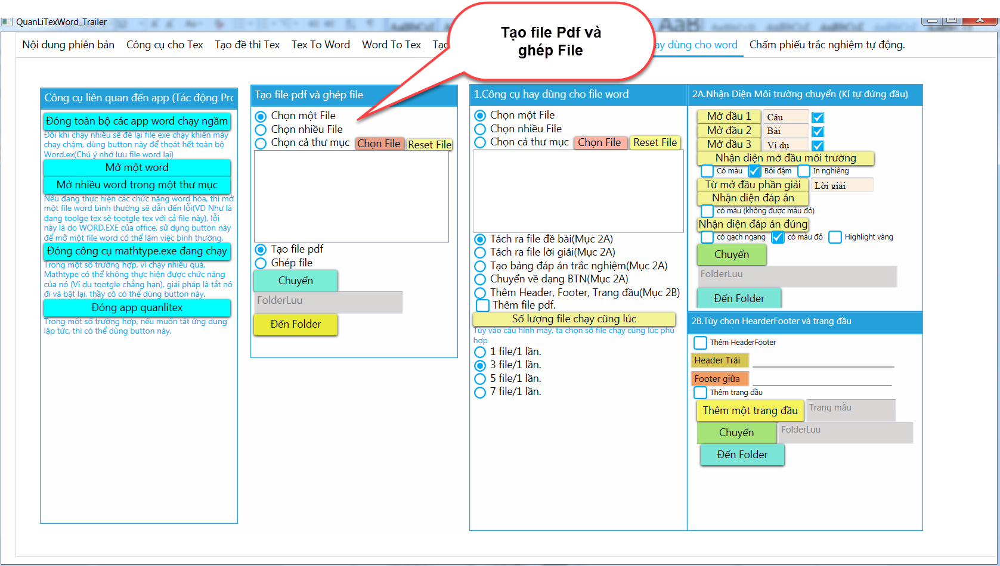 QuanLiTexWord_Trailer
Tạo file Pdf và
ghép File
Nội dung phiên bản Công cụ cho Tex Tạo đề thi Tex Tex To Word Word To Tex dùng cho word Chấm phiếu trắc nghiệm tự động.
Công cụ liên quan đến app (Tác động Pro
Đóng toàn bộ các app word chạy ngầm
Đôi khi chạy nhiều sẽ để lại file exe chạy khiến máy
chạy chậm, dùng button này để thoát hết toàn bộ
Word.ex(Chú ý nhớ lưu file word lại)
Mở một word
Mở nhiều word trong một thư mục
Nếu đang thực hiện các chức năng word hóa, thì mở
một file word bình thường sẽ dẫn đến lỗi(VD Như là
đang toolge tex sẽ tootgle tex với cả file này), lỗi
này là do WORD.EXE của office, sử dụng button này
để mở một file word có thể làm việc bình thường.
Đóng công cụ mathtype.exe đang chạy
Trong một số trường hợp, vì chạy nhiều quá,
Mathtype có thể không thực hiện được chức năng
của nó (Ví dụ tootgle chẳng hạn), giải pháp là tắt nó
đi và bật lại, thầy cô có thể dùng button này.
Đóng app quanlitex
Trong một số trường hợp, nếu muốn tắt ứng dụng
lập tức, thì có thể dùng button này.
Tạo file pdf và ghép file
Chọn một File
Chọn nhiều File
Chọn cả thư mục Chọn File Reset File
Tạo file pdf
Ghép file
Chuyển
FolderLuu
Đến Folder
1.Công cụ hay dùng cho file word
Chọn một File
Chọn nhiều File
Chọn cả thư mục Chọn File Reset File
Tách ra file đề bài(Mục 2A)
Tách ra file lời giải(Mục 2A)
Tạo bảng đáp án trắc nghiệm(Mục 2A)
Chuyển về dạng BTN(Mục 2A)
Thêm Header, Footer, Trang đầu(Mục 2B)
Thêm file pdf.
Số lượng file chạy cũng lúc
Tùy vào cấu hình máy, ta chọn số file chạy cùng lúc phù
hợp
1 file/1 lần.
3 file/1 lần.
5 file/1 lần.
7 file/1 lần.
2A.Nhận Diện Môi trường chuyển (Kí tự đứng đầu)
Mở đầu 1 Câu
Mở đầu 2 Bài
Mở đầu 3 Ví dụ
Nhận diện mở đầu môi trường
Có màu Bôi đậm In nghiêng
Từ mở đầu phần giải Lời giải
Nhận diện đáp án
có màu (không được màu đỏ)
Nhận diện đáp án đúng
có gạch ngang có màu đỏ Highlight vàng
Chuyển
FolderLuu
Đến Folder
2B.Tùy chọn HearderFooter và trang đầu
Thêm HeaderFooter
Header Trái
Footer giữa
Thêm trang đầu
Thêm một trang đầu Trang mẫu
Chuyển FolderLuu
Đến Folder